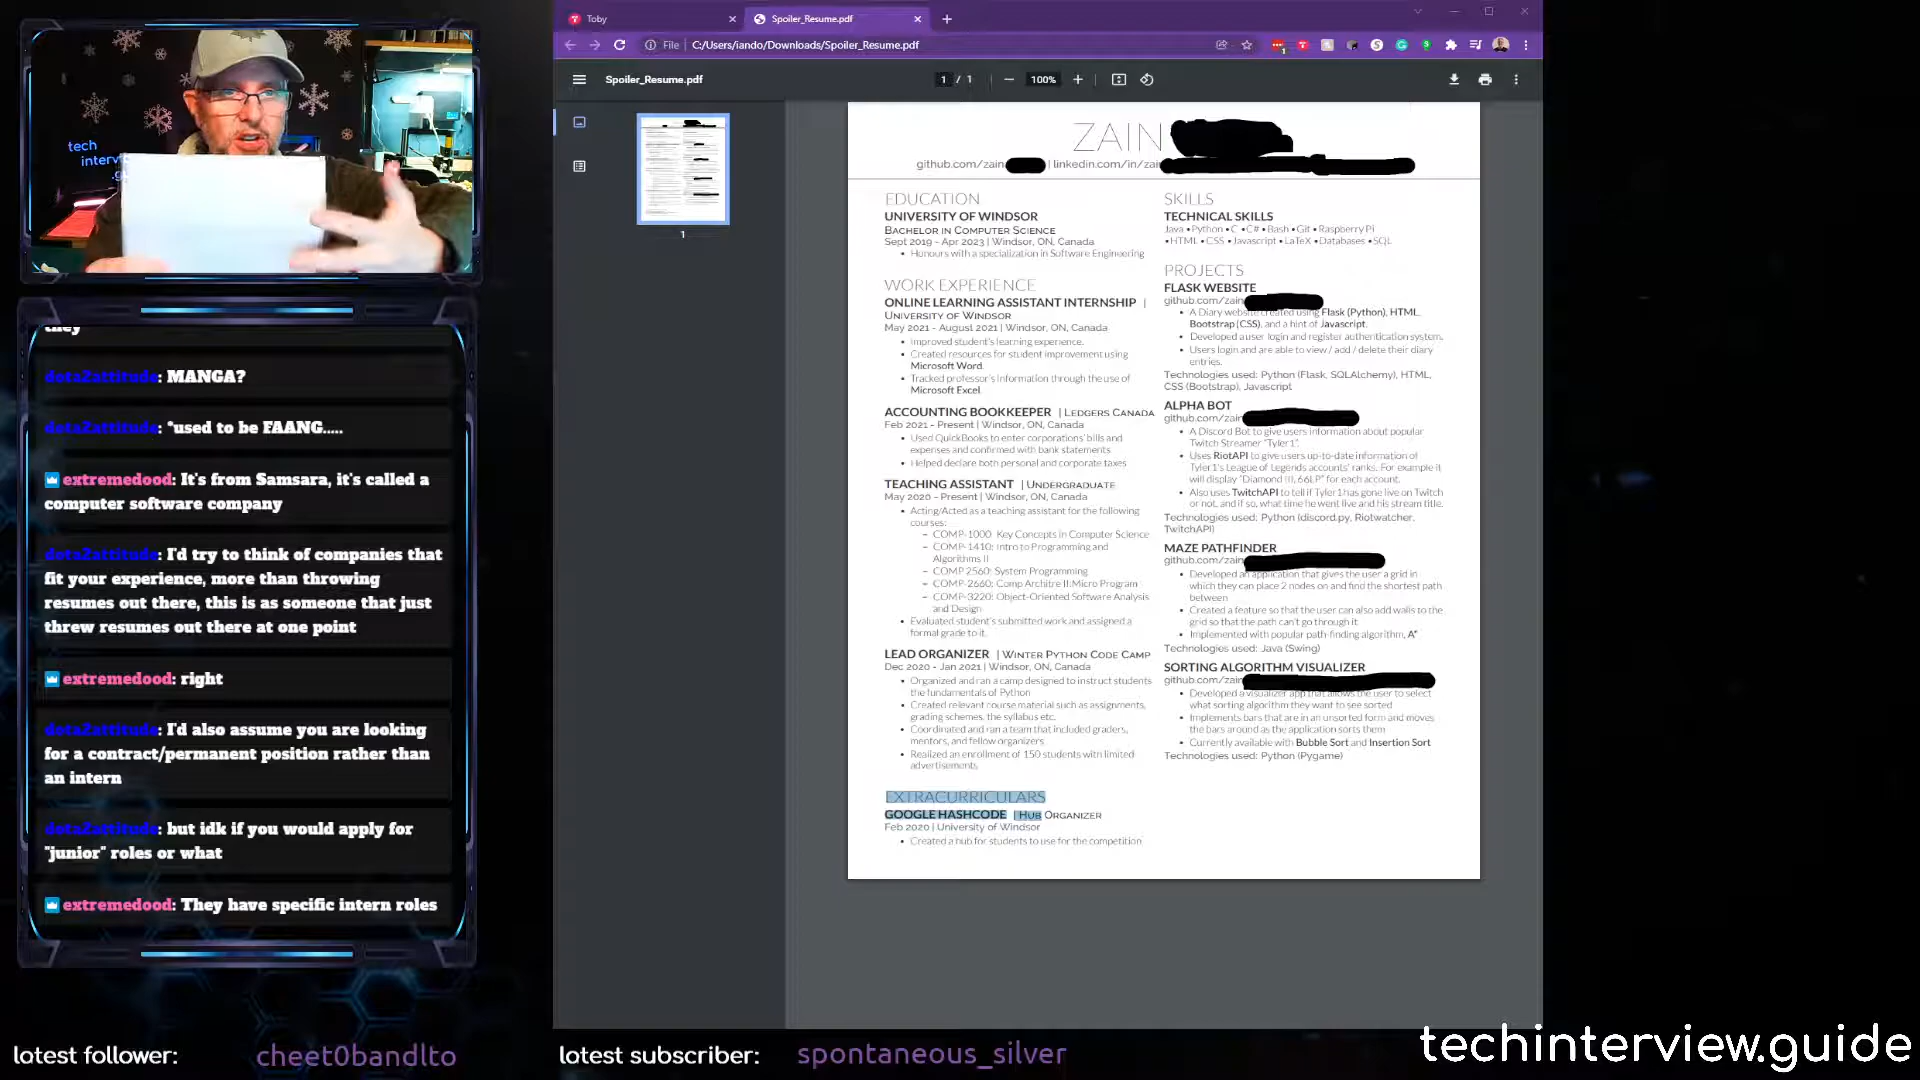 tech
interv
.g
they
dota2attitude: MANGA?
dota2attitude: *used to be FAANG.....
extremedood: It's from Samsara, it's called a
computer software company
dota2attitude: I'd try to think of companies that
fit your experience, more than throwing
resumes out there, this is as someone that just
threw resumes out there at one point
extremedood: right
dota2attitude: I'd also assume you are looking
for a contract/permanent position rather than
an intern
dota2attitude: but idk if you would apply for
"junior" roles or what
extremedood: They have specific intern roles
latest follower: cheet0bandlto
latest subscriber: spontaneous_silver
techinterview.guide
Toby
Spoiler_Resume.pdf
File | C:/Users/iando/Downloads/Spoiler_Resume.pdf
Spoiler_Resume.pdf
1 / 1
100%
1
ZAIN
github.com/zain | linkedin.com/in/zai
EDUCATION
UNIVERSITY OF WINDSOR
BACHELOR IN COMPUTER SCIENCE
Sept 2019 - Apr 2023 | Windsor, ON, Canada
• Honours with a specialization in Software Engineering
WORK EXPERIENCE
ONLINE LEARNING ASSISTANT INTERNSHIP |
UNIVERSITY OF WINDSOR
May 2021 - August 2021 | Windsor, ON, Canada
• Improved student's learning experience.
• Created resources for student improvement using
Microsoft Word.
• Tracked professor's Information through the use of
Microsoft Excel.
ACCOUNTING BOOKKEEPER | LEDGERS CANADA
Feb 2021 - Present | Windsor, ON, Canada
• Used QuickBooks to enter corporations' bills and
expenses and confirmed with bank statements
• Helped declare both personal and corporate taxes
TEACHING ASSISTANT | UNDERGRADUATE
May 2020 - Present | Windsor, ON, Canada
• Acting/Acted as a teaching assistant for the following
courses:
– COMP-1000 Key Concepts in Computer Science
– COMP-1410: Intro to Programming and
Algorithms II
– COMP 2560: System Programming
– COMP-2660: Comp Architre II:Micro Program
– COMP-3220: Object-Oriented Software Analysis
and Design
• Evaluated student's submitted work and assigned a
formal grade to it.
LEAD ORGANIZER | WINTER PYTHON CODE CAMP
Dec 2020 - Jan 2021 | Windsor, ON, Canada
• Organized and ran a camp designed to instruct students
the fundamentals of Python
• Created relevant course material such as assignments,
grading schemes, the syllabus etc.
• Coordinated and ran a team that included graders,
mentors, and fellow organizers
• Realized an enrollment of 150 students with limited
advertisements.
EXTRACURRICULARS
GOOGLE HASHCODE | HUB ORGANIZER
Feb 2020 | University of Windsor
• Created a hub for students to use for the competition
SKILLS
TECHNICAL SKILLS
Java • Python • C • C# • Bash • Git • Raspberry Pi
• HTML • CSS • Javascript • LaTeX • Databases • SQL
PROJECTS
FLASK WEBSITE
github.com/zain
• A Diary website created using Flask (Python), HTML,
Bootstrap (CSS), and a hint of Javascript.
• Developed a user login and register authentication system.
• Users login and are able to view / add / delete their diary
entries.
Technologies used: Python (Flask, SQLAlchemy), HTML,
CSS (Bootstrap), Javascript
ALPHA BOT
github.com/zain
• A Discord Bot to give users information about popular
Twitch Streamer "Tyler1".
• Uses RiotAPI to give users up-to-date information of
Tyler1's League of Legends accounts' ranks. For example it
will display "Diamond III, 66LP" for each account.
• Also uses TwitchAPI to tell if Tyler1 has gone live on Twitch
or not, and if so, what time he went live and his stream title.
Technologies used: Python (discord.py, Riotwatcher,
TwitchAPI)
MAZE PATHFINDER
github.com/zain
• Developed an application that gives the user a grid in
which they can place 2 nodes on and find the shortest path
between
• Created a feature so that the user can also add walls to the
grid so that the path can't go through it
• Implemented with popular path-finding algorithm, A*
Technologies used: Java (Swing)
SORTING ALGORITHM VISUALIZER
github.com/zain
• Developed a visualizer app that allows the user to select
what sorting algorithm they want to see sorted
• Implements bars that are in an unsorted form and moves
the bars around as the application sorts them
• Currently available with Bubble Sort and Insertion Sort
Technologies used: Python (Pygame)